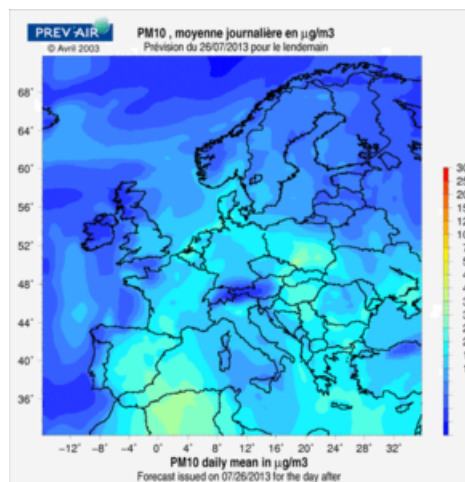 PREV'AIR
© Avril 2003
PM10 , moyenne journalière en µg/m3
Prévision du 26/07/2013 pour le lendemain
68°
64°
60°
56°
52°
48°
44°
40°
36°
−12° −8° −4° 0° 4° 8° 12° 16° 20° 24° 28° 32°
PM10 daily mean in µg/m3
Forecast issued on 07/26/2013 for the day after